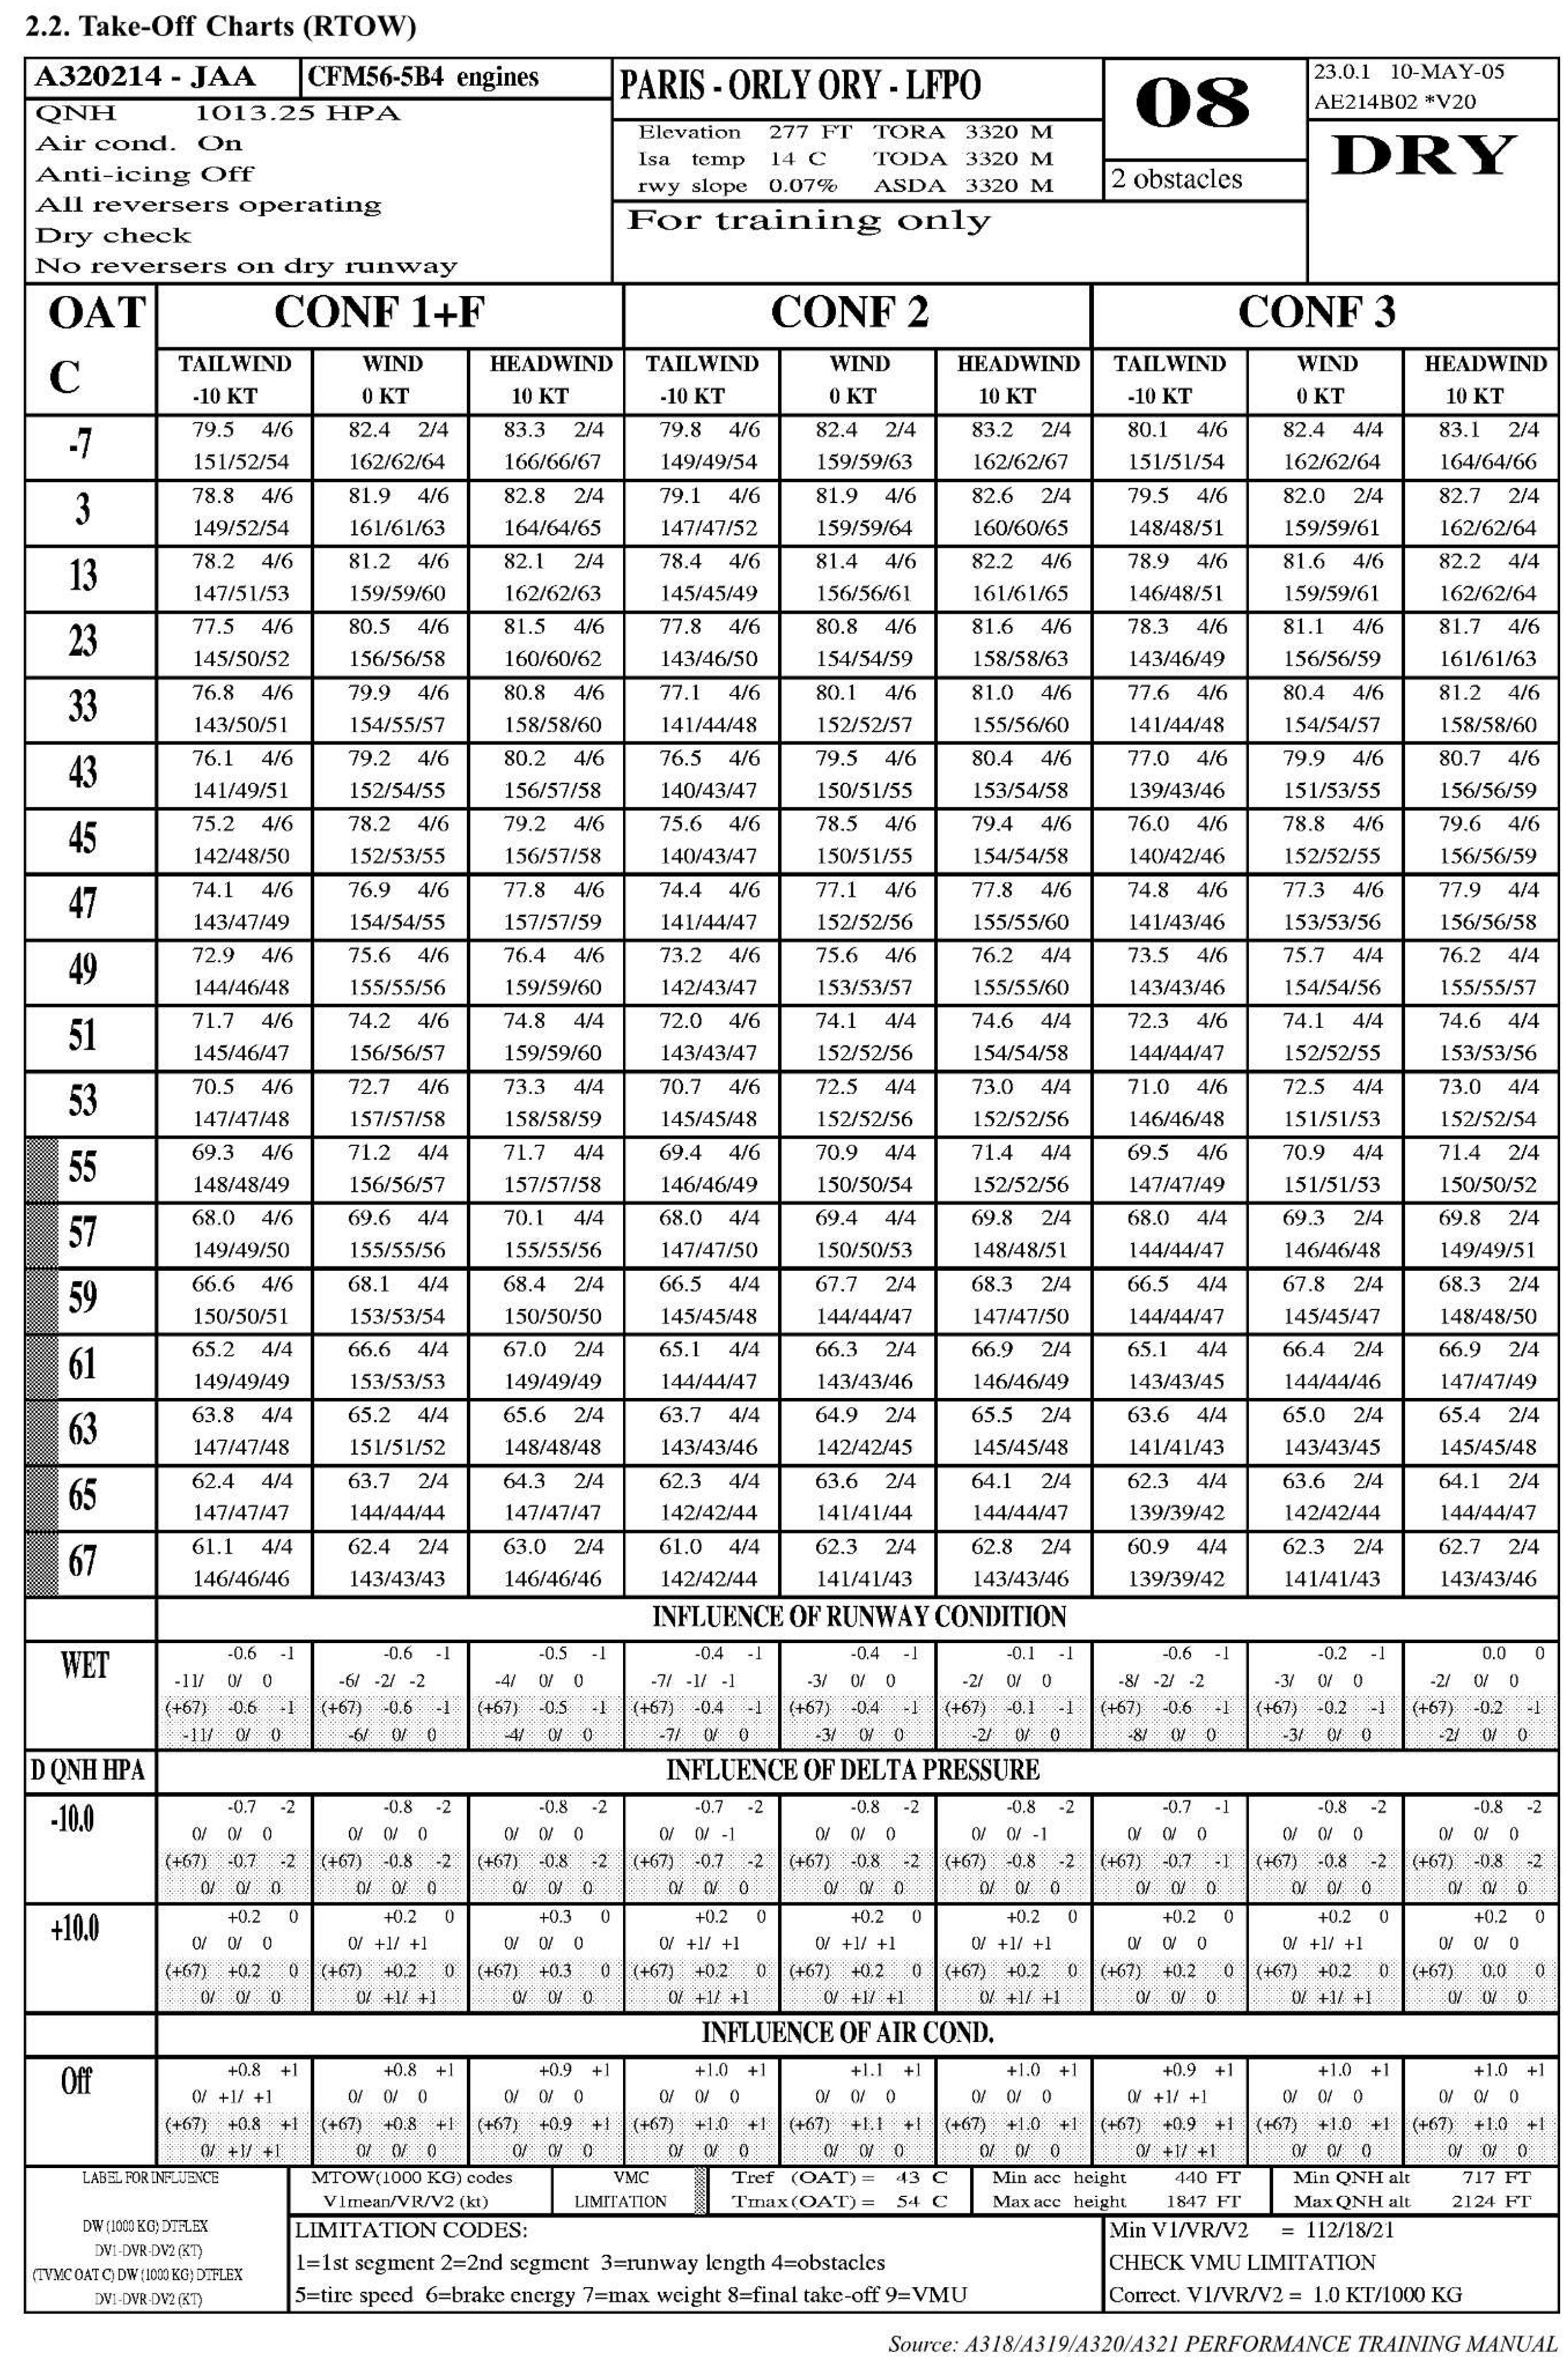 2.2. Take-Off Charts (RTOW)
A320214 - JAA CFM56-5B4 engines PARIS - ORLY ORY - LFPO 08 23.0.1 10-MAY-05
AE214B02 *V20
QNH 1013.25 HPA
Air cond. On
Anti-icing Off
All reversers operating
Dry check
No reversers on dry runway
Elevation 277 FT TORA 3320 M
Isa temp 14 C TODA 3320 M
rwy slope 0.07% ASDA 3320 M
2 obstacles
DRY
For training only
OAT CONF 1+F CONF 2 CONF 3
C TAILWIND WIND HEADWIND TAILWIND WIND HEADWIND TAILWIND WIND HEADWIND
-10 KT 0 KT 10 KT -10 KT 0 KT 10 KT -10 KT 0 KT 10 KT
-7 79.5 4/6 82.4 2/4 83.3 2/4 79.8 4/6 82.4 2/4 83.2 2/4 80.1 4/6 82.4 4/4 83.1 2/4
151/52/54 162/62/64 166/66/67 149/49/54 159/59/63 162/62/67 151/51/54 162/62/64 164/64/66
3 78.8 4/6 81.9 4/6 82.8 2/4 79.1 4/6 81.9 4/6 82.6 2/4 79.5 4/6 82.0 2/4 82.7 2/4
149/52/54 161/61/63 164/64/65 147/47/52 159/59/64 160/60/65 148/48/51 159/59/61 162/62/64
13 78.2 4/6 81.2 4/6 82.1 2/4 78.4 4/6 81.4 4/6 82.2 4/6 78.9 4/6 81.6 4/6 82.2 4/4
147/51/53 159/59/60 162/62/63 145/45/49 156/56/61 161/61/65 146/48/51 159/59/61 162/62/64
23 77.5 4/6 80.5 4/6 81.5 4/6 77.8 4/6 80.8 4/6 81.6 4/6 78.3 4/6 81.1 4/6 81.7 4/6
145/50/52 156/56/58 160/60/62 143/46/50 154/54/59 158/58/63 143/46/49 156/56/59 161/61/63
33 76.8 4/6 79.9 4/6 80.8 4/6 77.1 4/6 80.1 4/6 81.0 4/6 77.6 4/6 80.4 4/6 81.2 4/6
143/50/51 154/55/57 158/58/60 141/44/48 152/52/57 155/56/60 141/44/48 154/54/57 158/58/60
43 76.1 4/6 79.2 4/6 80.2 4/6 76.5 4/6 79.5 4/6 80.4 4/6 77.0 4/6 79.9 4/6 80.7 4/6
141/49/51 152/54/55 156/57/58 140/43/47 150/51/55 153/54/58 139/43/46 151/53/55 156/56/59
45 75.2 4/6 78.2 4/6 79.2 4/6 75.6 4/6 78.5 4/6 79.4 4/6 76.0 4/6 78.8 4/6 79.6 4/6
142/48/50 152/53/55 156/57/58 140/43/47 150/51/55 154/54/58 140/42/46 152/52/55 156/56/59
47 74.1 4/6 76.9 4/6 77.8 4/6 74.4 4/6 77.1 4/6 77.8 4/6 74.8 4/6 77.3 4/6 77.9 4/4
143/47/49 154/54/55 157/57/59 141/44/47 152/52/56 155/55/60 141/43/46 153/53/56 156/56/58
49 72.9 4/6 75.6 4/6 76.4 4/6 73.2 4/6 75.6 4/6 76.2 4/4 73.5 4/6 75.7 4/4 76.2 4/4
144/46/48 155/55/56 159/59/60 142/43/47 153/53/57 155/55/60 143/43/46 154/54/56 155/55/57
51 71.7 4/6 74.2 4/6 74.8 4/4 72.0 4/6 74.1 4/4 74.6 4/4 72.3 4/6 74.1 4/4 74.6 4/4
145/46/47 156/56/57 159/59/60 143/43/47 152/52/56 154/54/58 144/44/47 152/52/55 153/53/56
53 70.5 4/6 72.7 4/6 73.3 4/4 70.7 4/6 72.5 4/4 73.0 4/4 71.0 4/6 72.5 4/4 73.0 4/4
147/47/48 157/57/58 158/58/59 145/45/48 152/52/56 152/52/56 146/46/48 151/51/53 152/52/54
55 69.3 4/6 71.2 4/4 71.7 4/4 69.4 4/6 70.9 4/4 71.4 4/4 69.5 4/6 70.9 4/4 71.4 2/4
148/48/49 156/56/57 157/57/58 146/46/49 150/50/54 152/52/56 147/47/49 151/51/53 150/50/52
57 68.0 4/6 69.6 4/4 70.1 4/4 68.0 4/4 69.4 4/4 69.8 2/4 68.0 4/4 69.3 2/4 69.8 2/4
149/49/50 155/55/56 155/55/56 147/47/50 150/50/53 148/48/51 144/44/47 146/46/48 149/49/51
59 66.6 4/6 68.1 4/4 68.4 2/4 66.5 4/4 67.7 2/4 68.3 2/4 66.5 4/4 67.8 2/4 68.3 2/4
150/50/51 153/53/54 150/50/50 145/45/48 144/44/47 147/47/50 144/44/47 145/45/47 148/48/50
61 65.2 4/4 66.6 4/4 67.0 2/4 65.1 4/4 66.3 2/4 66.9 2/4 65.1 4/4 66.4 2/4 66.9 2/4
149/49/49 153/53/53 149/49/49 144/44/47 143/43/46 146/46/49 143/43/45 144/44/46 147/47/49
63 63.8 4/4 65.2 4/4 65.6 2/4 63.7 4/4 64.9 2/4 65.5 2/4 63.6 4/4 65.0 2/4 65.4 2/4
147/47/48 151/51/52 148/48/48 143/43/46 142/42/45 145/45/48 141/41/43 143/43/45 145/45/48
65 62.4 4/4 63.7 2/4 64.3 2/4 62.3 4/4 63.6 2/4 64.1 2/4 62.3 4/4 63.6 2/4 64.1 2/4
147/47/47 144/44/44 147/47/47 142/42/44 141/41/44 144/44/47 139/39/42 142/42/44 144/44/47
67 61.1 4/4 62.4 2/4 63.0 2/4 61.0 4/4 62.3 2/4 62.8 2/4 60.9 4/4 62.3 2/4 62.7 2/4
146/46/46 143/43/43 146/46/46 142/42/44 141/41/43 143/43/46 139/39/42 141/41/43 143/43/46
INFLUENCE OF RUNWAY CONDITION
WET -0.6 -1 -0.6 -1 -0.5 -1 -0.4 -1 -0.4 -1 -0.1 -1 -0.6 -1 -0.2 -1 0.0 0
-11/ 0/ 0 -6/ -2/ -2 -4/ 0/ 0 -7/ -1/ -1 -3/ 0/ 0 -2/ 0/ 0 -8/ -2/ -2 -3/ 0/ 0 -2/ 0/ 0
(+67) -0.6 -1 (+67) -0.6 -1 (+67) -0.5 -1 (+67) -0.4 -1 (+67) -0.4 -1 (+67) -0.1 -1 (+67) -0.6 -1 (+67) -0.2 -1 (+67) -0.2 -1
-11/ 0/ 0 -6/ 0/ 0 -4/ 0/ 0 -7/ 0/ 0 -3/ 0/ 0 -2/ 0/ 0 -8/ 0/ 0 -3/ 0/ 0 -2/ 0/ 0
D QNH HPA INFLUENCE OF DELTA PRESSURE
-10.0 -0.7 -2 -0.8 -2 -0.8 -2 -0.7 -2 -0.8 -2 -0.8 -2 -0.7 -1 -0.8 -2 -0.8 -2
0/ 0/ 0 0/ 0/ 0 0/ 0/ 0 0/ 0/ -1 0/ 0/ 0 0/ 0/ -1 0/ 0/ 0 0/ 0/ 0 0/ 0/ 0
(+67) -0.7 -2 (+67) -0.8 -2 (+67) -0.8 -2 (+67) -0.7 -2 (+67) -0.8 -2 (+67) -0.8 -2 (+67) -0.7 -1 (+67) -0.8 -2 (+67) -0.8 -2
0/ 0/ 0 0/ 0/ 0 0/ 0/ 0 0/ 0/ 0 0/ 0/ 0 0/ 0/ 0 0/ 0/ 0 0/ 0/ 0 0/ 0/ 0
+10.0 +0.2 0 +0.2 0 +0.3 0 +0.2 0 +0.2 0 +0.2 0 +0.2 0 +0.2 0 +0.2 0
0/ 0/ 0 0/ +1/ +1 0/ 0/ 0 0/ +1/ +1 0/ +1/ +1 0/ +1/ +1 0/ 0/ 0 0/ +1/ +1 0/ 0/ 0
(+67) +0.2 0 (+67) +0.2 0 (+67) +0.3 0 (+67) +0.2 0 (+67) +0.2 0 (+67) +0.2 0 (+67) +0.2 0 (+67) +0.2 0 (+67) 0.0 0
0/ 0/ 0 0/ +1/ +1 0/ 0/ 0 0/ +1/ +1 0/ +1/ +1 0/ +1/ +1 0/ 0/ 0 0/ +1/ +1 0/ 0/ 0
INFLUENCE OF AIR COND.
Off +0.8 +1 +0.8 +1 +0.9 +1 +1.0 +1 +1.1 +1 +1.0 +1 +0.9 +1 +1.0 +1 +1.0 +1
0/ +1/ +1 0/ 0/ 0 0/ 0/ 0 0/ 0/ 0 0/ 0/ 0 0/ 0/ 0 0/ +1/ +1 0/ 0/ 0 0/ 0/ 0
(+67) +0.8 +1 (+67) +0.8 +1 (+67) +0.9 +1 (+67) +1.0 +1 (+67) +1.1 +1 (+67) +1.0 +1 (+67) +0.9 +1 (+67) +1.0 +1 (+67) +1.0 +1
0/ +1/ +1 0/ 0/ 0 0/ 0/ 0 0/ 0/ 0 0/ 0/ 0 0/ 0/ 0 0/ +1/ +1 0/ 0/ 0 0/ 0/ 0
LABEL FOR INFLUENCE MTOW(1000 KG) codes VMC Tref (OAT) = 43 C Min acc height 440 FT Min QNH alt 717 FT
V1mean/VR/V2 (kt) LIMITATION Tmax(OAT) = 54 C Max acc height 1847 FT Max QNH alt 2124 FT
DW (1000 KG) DTFLEX
DV1-DVR-DV2 (KT)
(TVMC OAT C) DW (1000 KG) DTFLEX
DV1-DVR-DV2 (KT)
LIMITATION CODES:
1=1st segment 2=2nd segment 3=runway length 4=obstacles
5=tire speed 6=brake energy 7=max weight 8=final take-off 9=VMU
Min V1/VR/V2 = 112/18/21
CHECK VMU LIMITATION
Correct. V1/VR/V2 = 1.0 KT/1000 KG
Source: A318/A319/A320/A321 PERFORMANCE TRAINING MANUAL